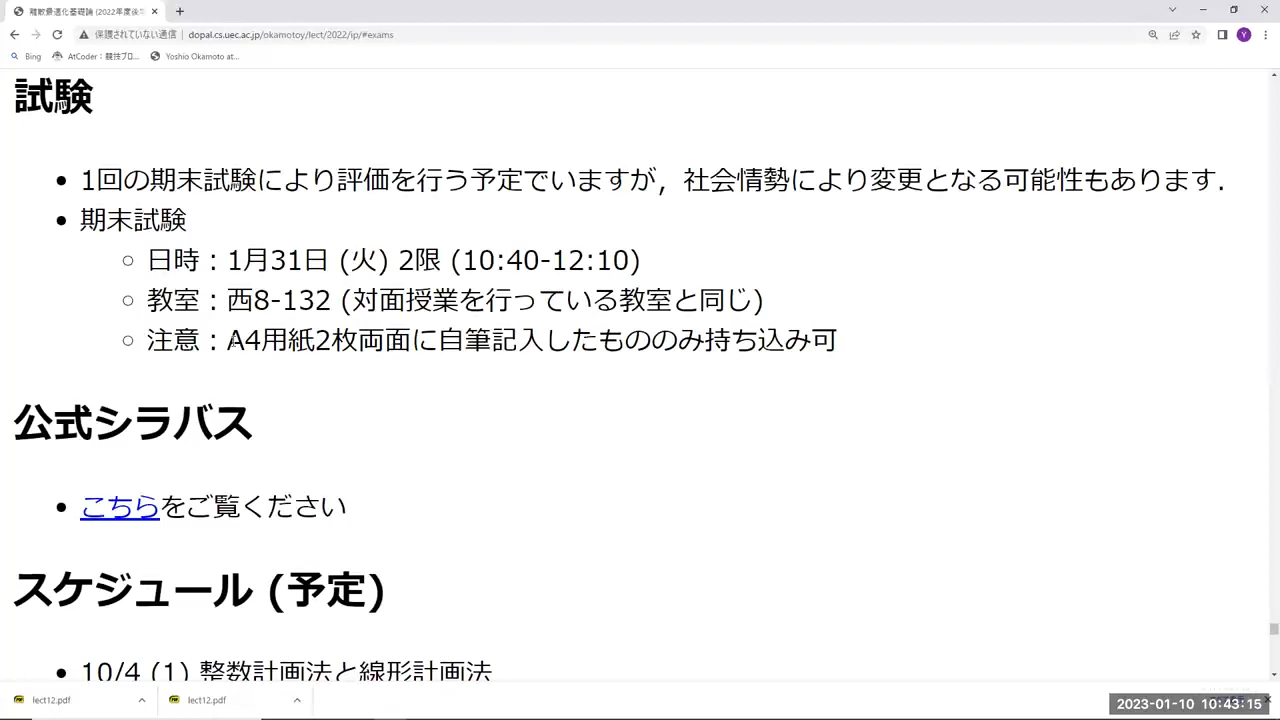 離散最適化基礎論 (2022年度後
保護されていない通信 dopal.cs.uec.ac.jp/okamotoy/lect/2022/ip/#exams
Y
Bing AtCoder：競技プロ... Yoshio Okamoto at...
試験
1回の期末試験により評価を行う予定でいますが，社会情勢により変更となる可能性もあります．
期末試験
日時：1月31日 (火) 2限 (10:40-12:10)
教室：西8-132 (対面授業を行っている教室と同じ)
注意：A4用紙2枚両面に自筆記入したもののみ持ち込み可
公式シラバス
こちらをご覧ください
スケジュール (予定)
10/4 (1) 整数計画法と線形計画法
lect12.pdf lect12.pdf
2023-01-10 10:43:15